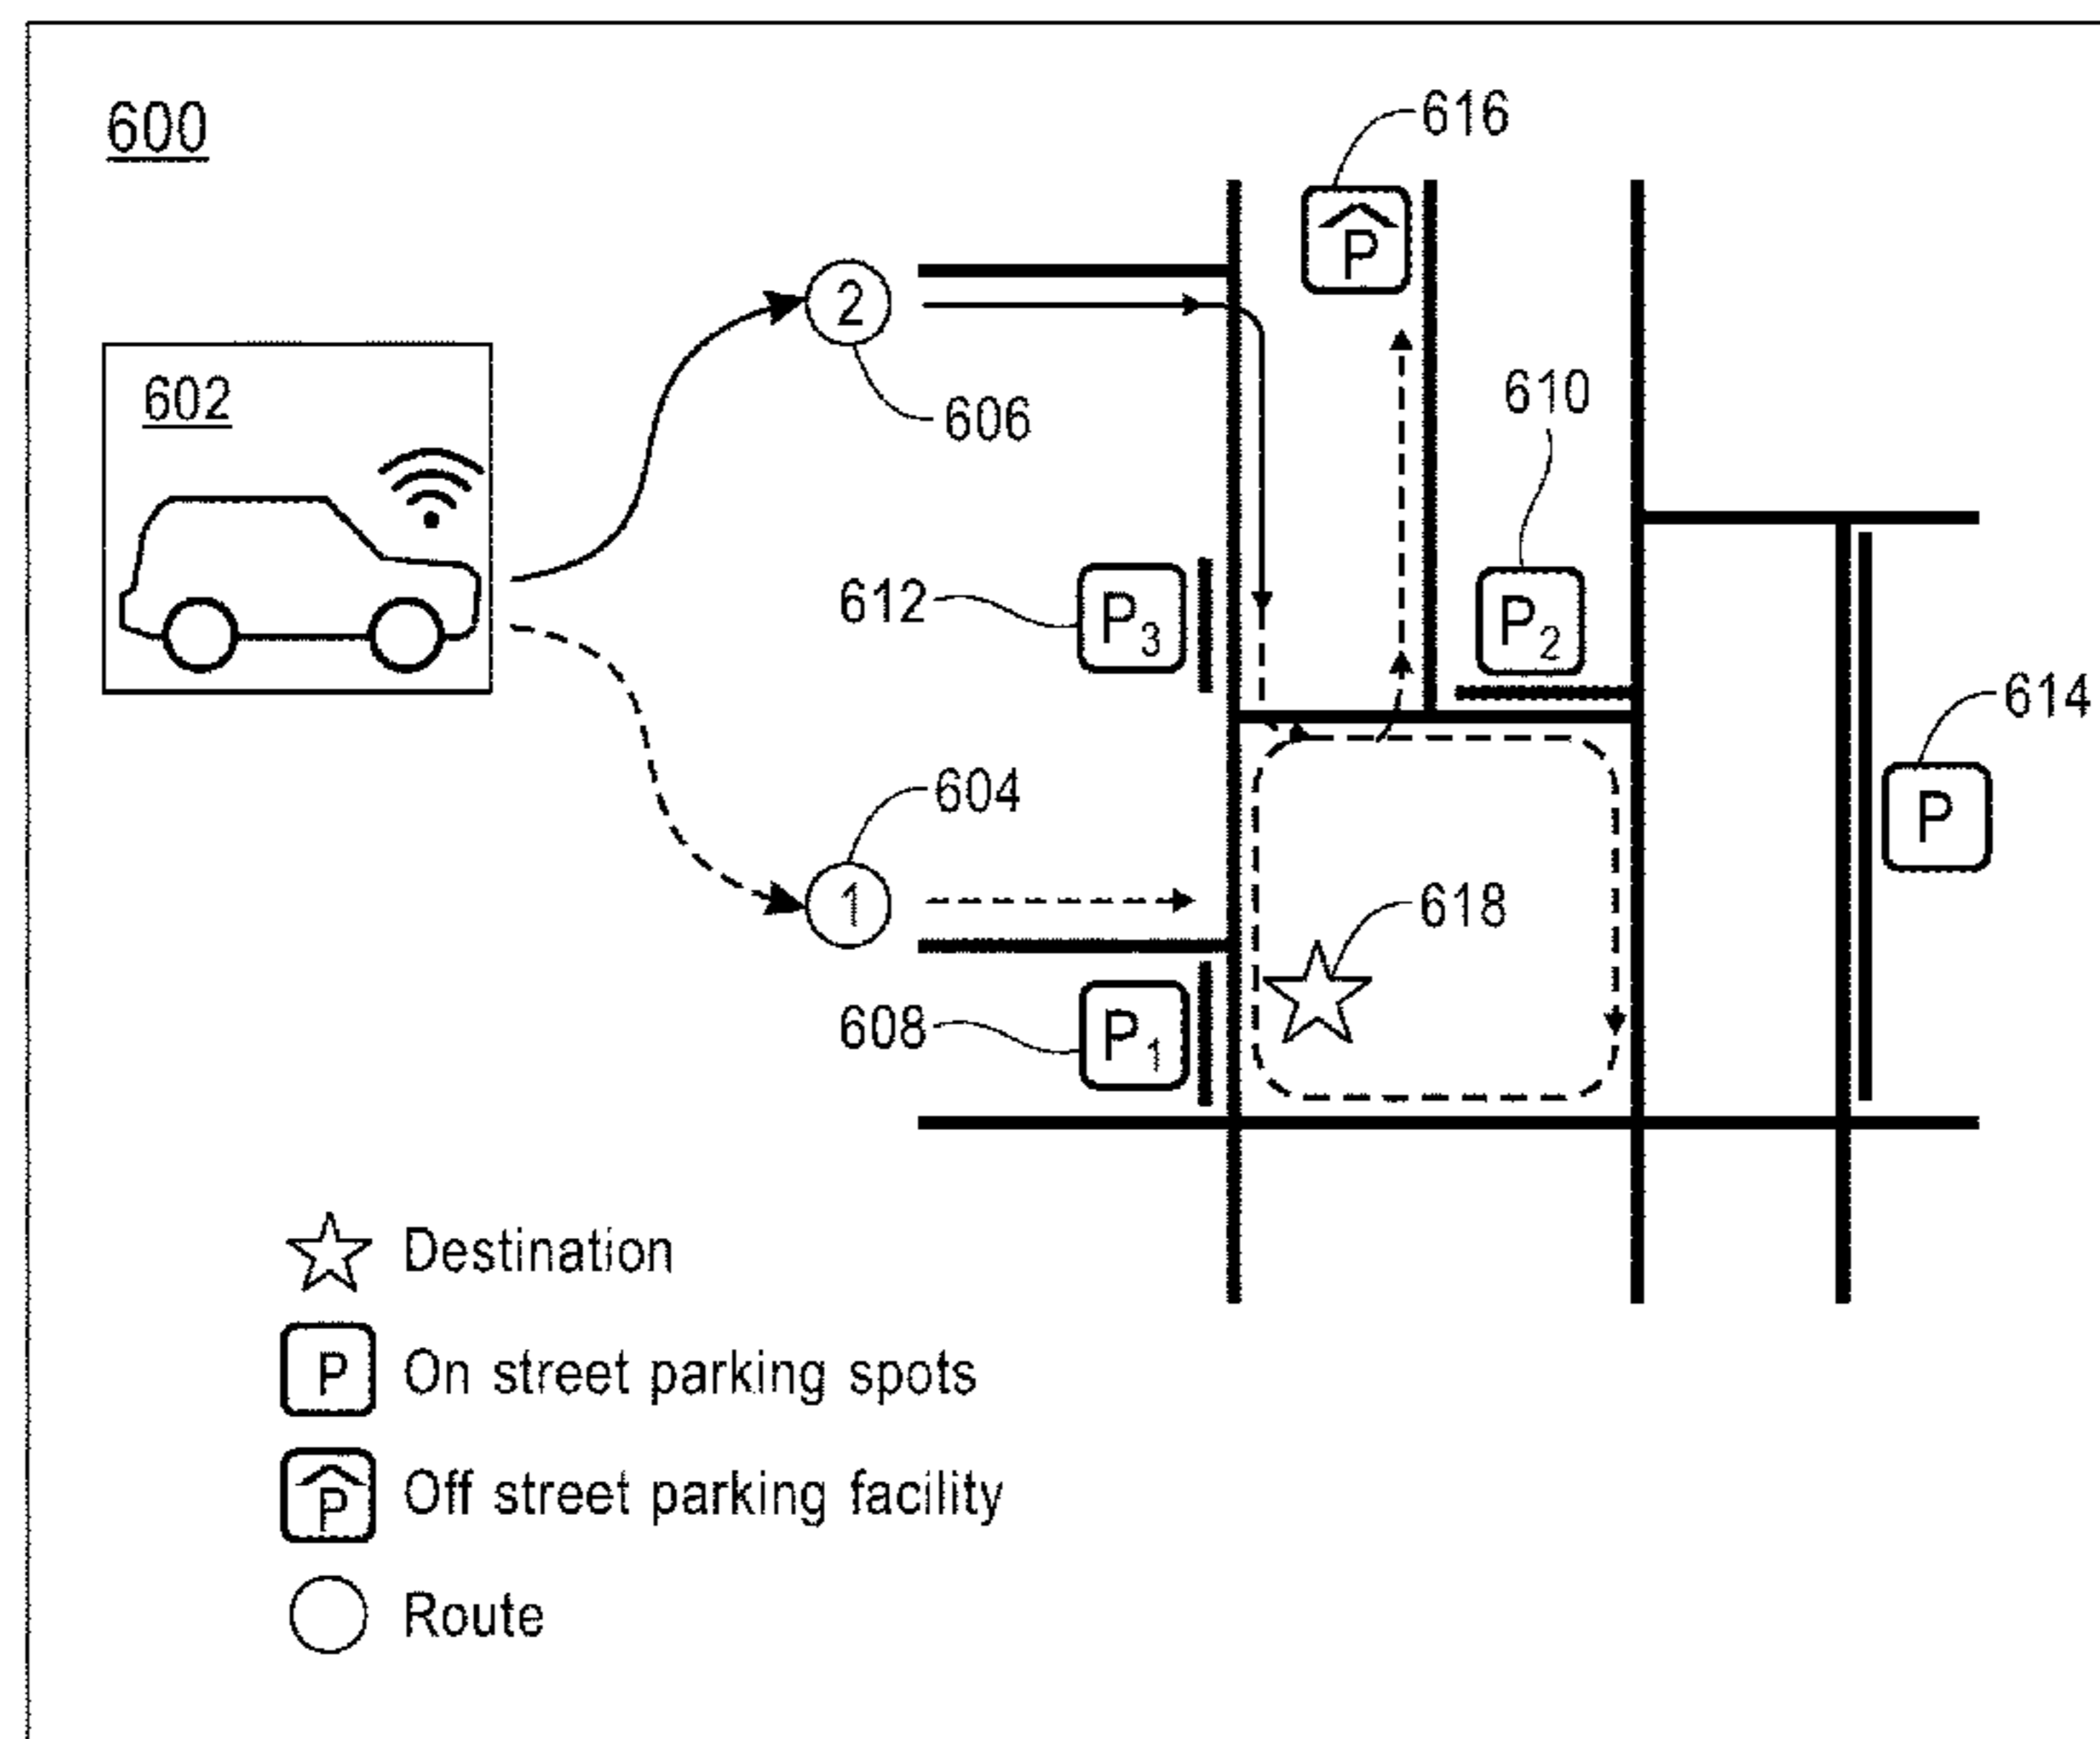 600
616
2
602
606
610
612
P3
P2
P
614
604
1
618
608
P1
P
Destination
P On street parking spots
P Off street parking facility
Route